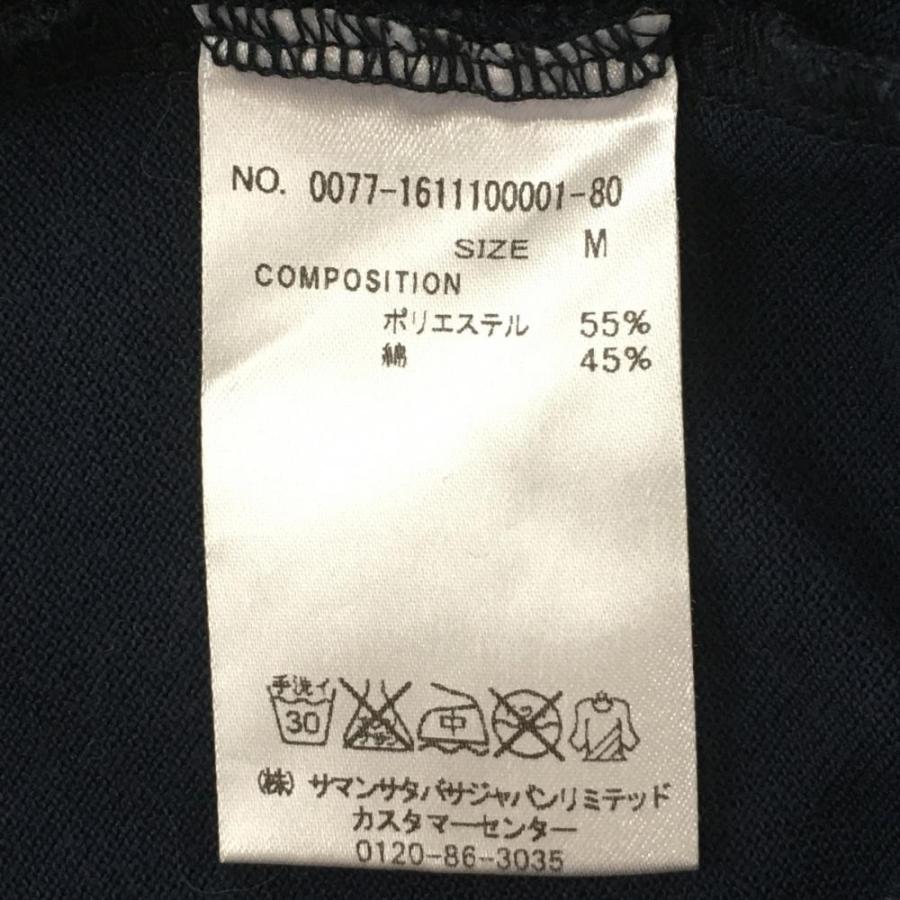 NO. 0077-1611100001-80
SIZE M
COMPOSITION
ポリエステル 55%
綿 45%
手洗イ
30
中
(株) サマンサタバサジャパンリミテッド
カスタマーセンター
0120-86-3035